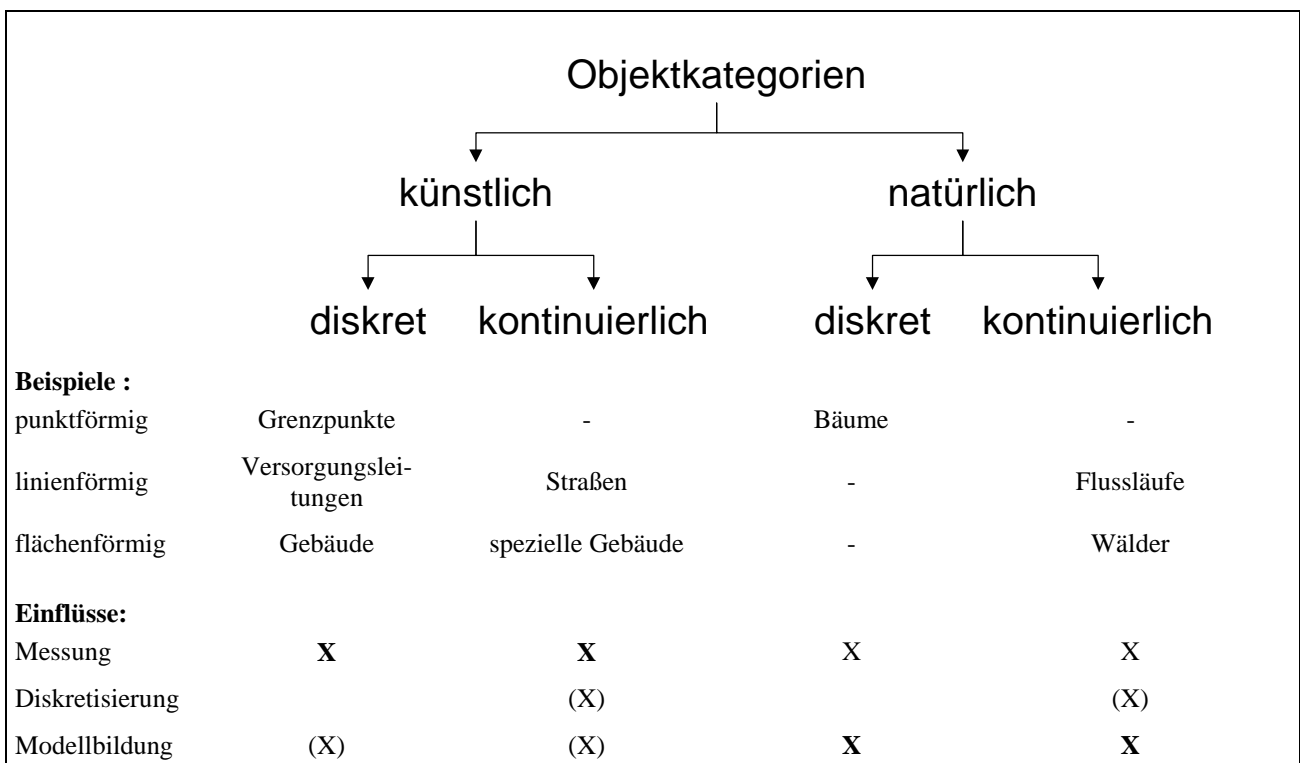 Objektkategorien
künstlich natürlich
diskret kontinuierlich diskret kontinuierlich
Beispiele :
punktförmig Grenzpunkte - Bäume -
linienförmig Versorgungslei-
tungen Straßen - Flussläufe
flächenförmig Gebäude spezielle Gebäude - Wälder
Einflüsse:
Messung X X X X
Diskretisierung (X) (X)
Modellbildung (X) (X) X X